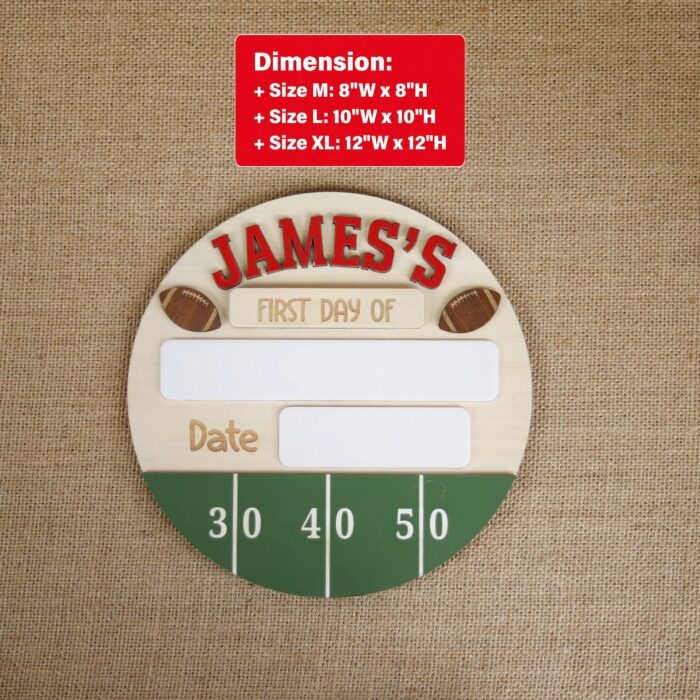 Dimension:
+ Size M: 8"W x 8"H
+ Size L: 10"W x 10"H
+ Size XL: 12"W x 12"H
JAMES'S
FIRST DAY OF
Date
30 40 50